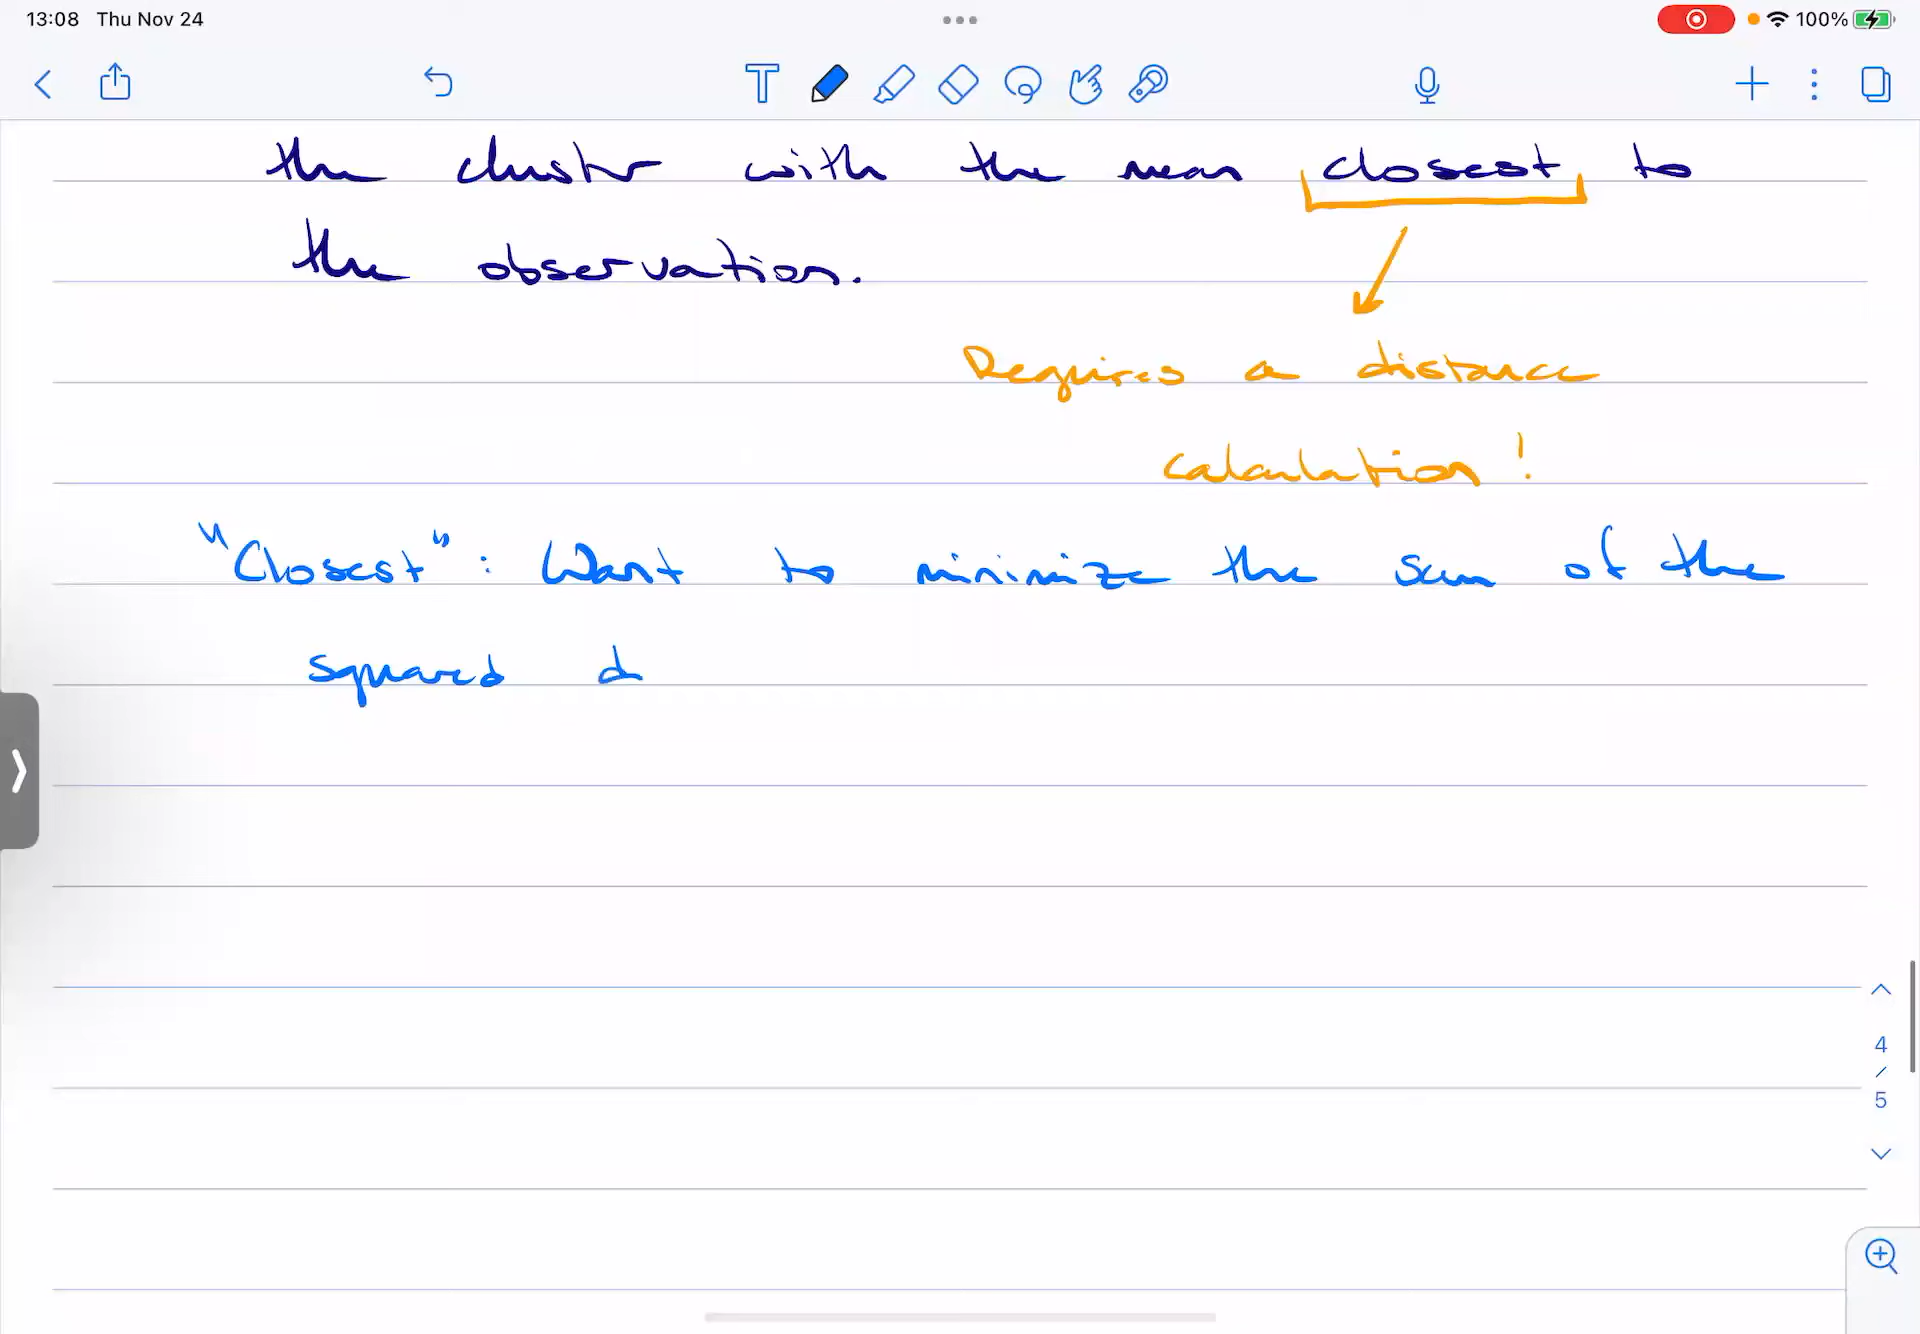 13:08 Thu Nov 24
100%
the cluster with the mean closest to
the observation.
Requires a distance
calculation!
"Closest": Want to minimize the sum of the
squared d
4
/
5